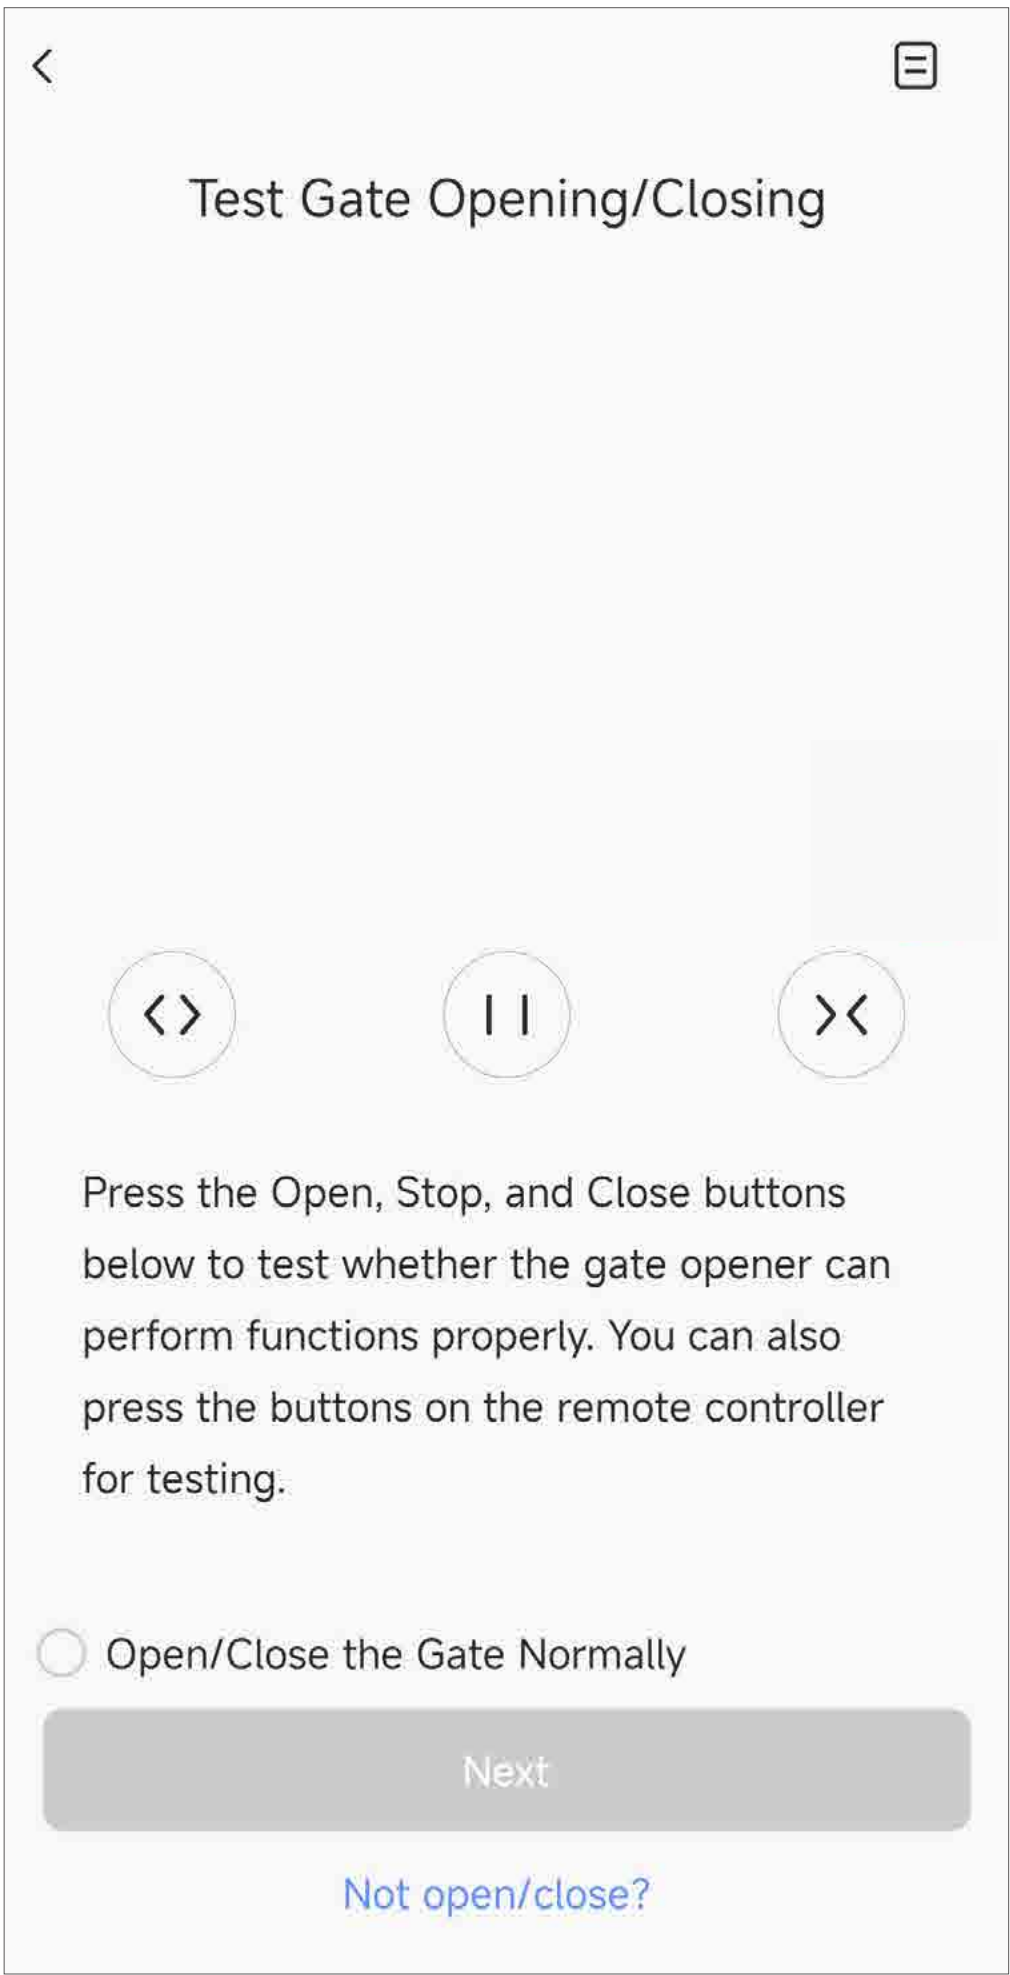 Test Gate Opening/Closing
Press the Open, Stop, and Close buttons
below to test whether the gate opener can
perform functions properly. You can also
press the buttons on the remote controller
for testing.
Open/Close the Gate Normally
Next
Not open/close?